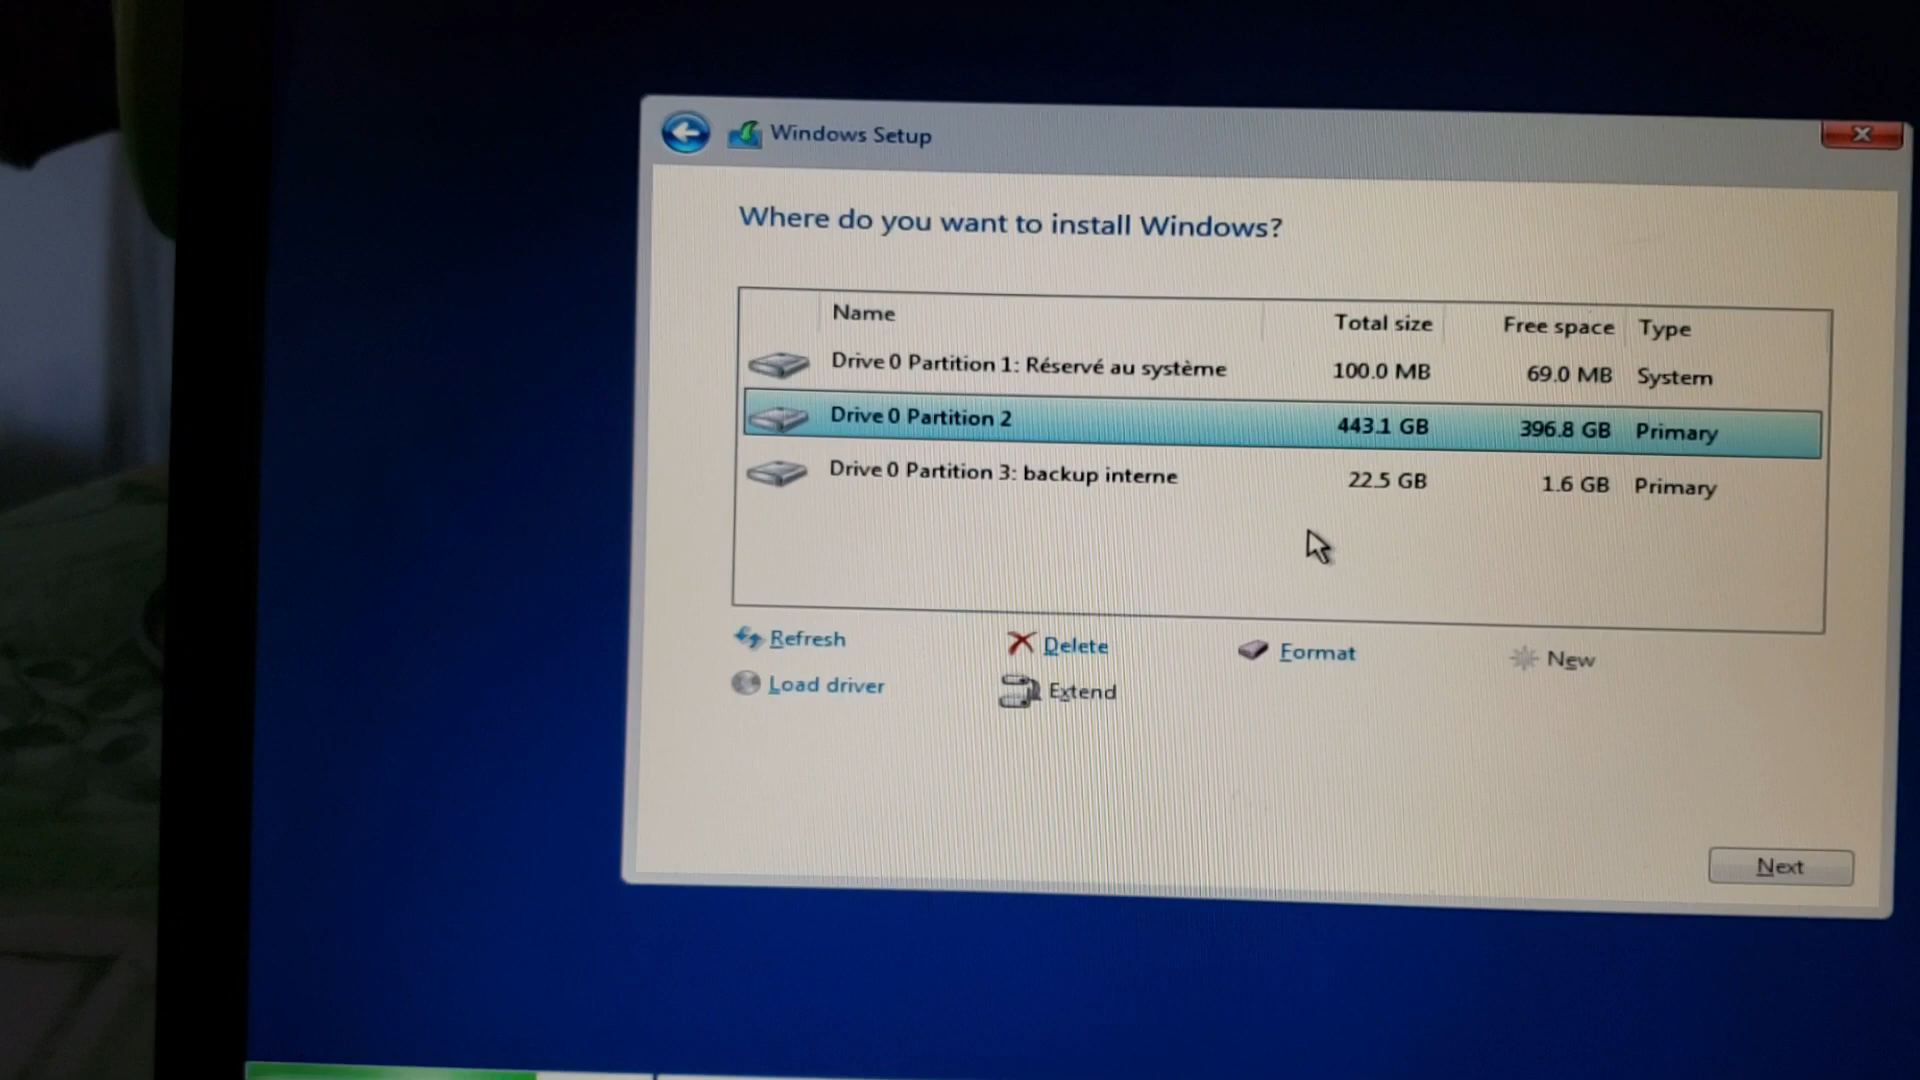 Windows Setup
Where do you want to install Windows?
Name Total size Free space Type
Drive 0 Partition 1: Réservé au système 100.0 MB 69.0 MB System
Drive 0 Partition 2 443.1 GB 396.8 GB Primary
Drive 0 Partition 3: backup interne 22.5 GB 1.6 GB Primary
Refresh Delete Format New
Load driver Extend
Next